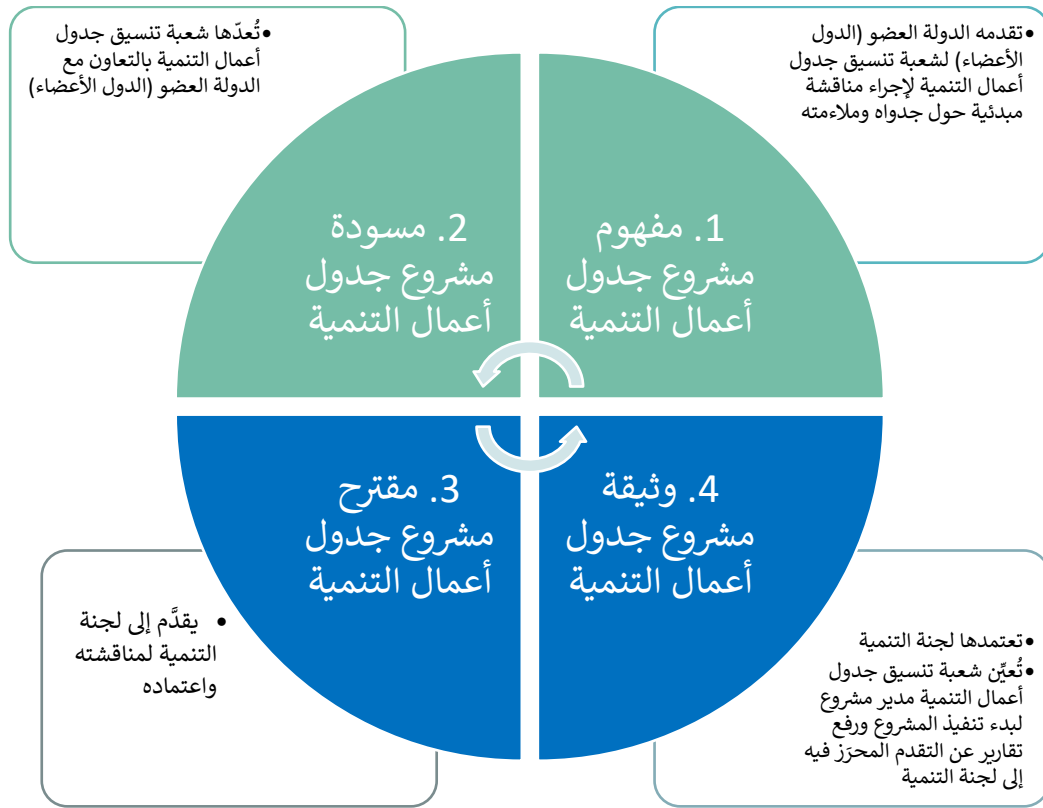 •تقدمه الدولة العضو (الدول
الأعضاء) لشعبة تنسيق جدول
أعمال التنمية لإجراء مناقشة
مبدئية حول جدواه وملاءمته
•تُعدّها شعبة تنسيق جدول
أعمال التنمية بالتعاون مع
الدولة العضو (الدول الأعضاء)
1. مفهوم
مشروع جدول
أعمال التنمية
2. مسودة
مشروع جدول
أعمال التنمية
3. مقترح
مشروع جدول
أعمال التنمية
4. وثيقة
مشروع جدول
أعمال التنمية
• يقدَّم إلى لجنة
التنمية لمناقشته
واعتماده
•تعتمدها لجنة التنمية
•تُعيِّن شعبة تنسيق جدول
أعمال التنمية مدير مشروع
لبدء تنفيذ المشروع ورفع
تقارير عن التقدم المحرَز فيه
إلى لجنة التنمية